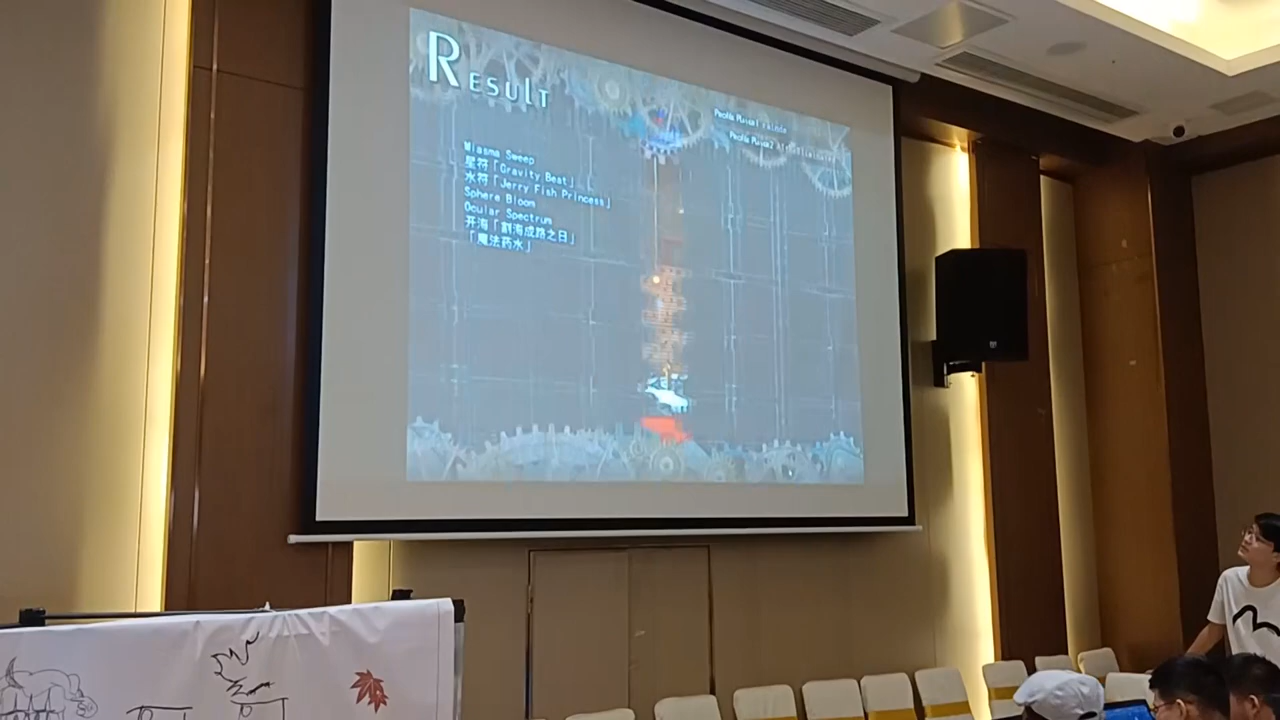 Result
Miasma Sweep
星符「Gravity Beat」
水符「Jerry Fish Princess」
Sphere Bloom
Ocular Spectrum
开海「割海成路之日」
「魔法药水」